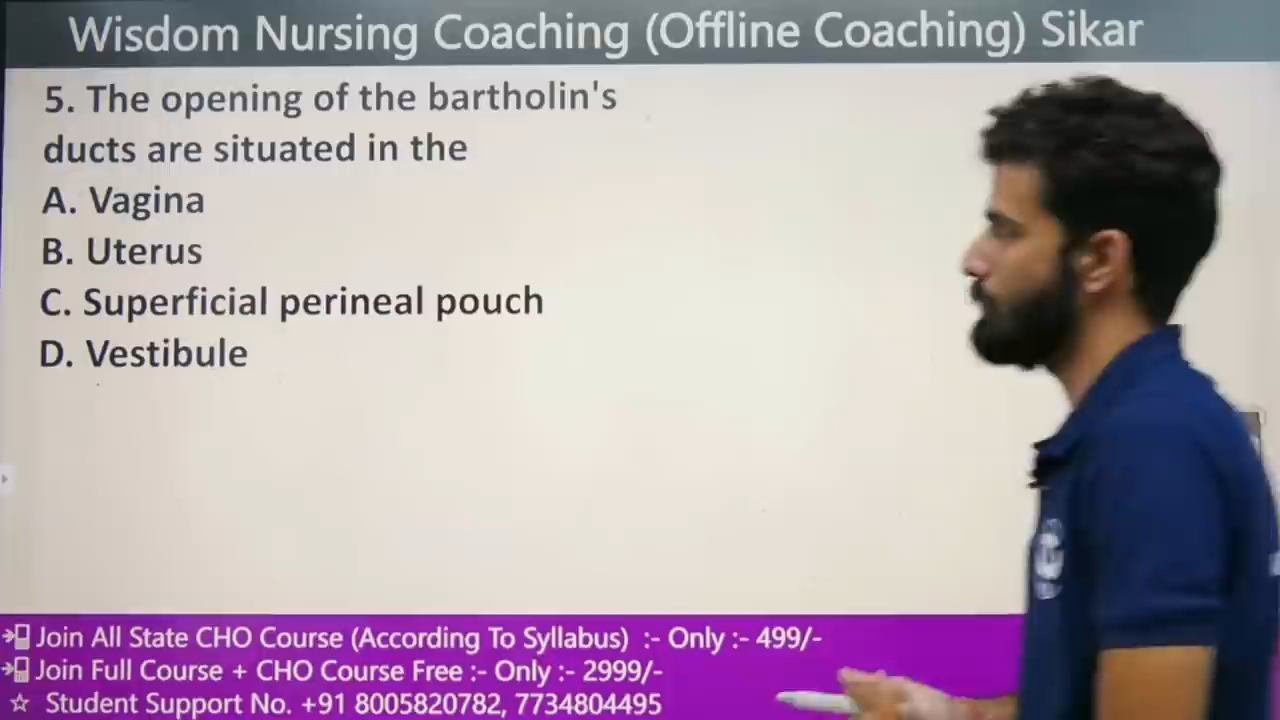 Wisdom Nursing Coaching (Offline Coaching) Sikar
5. The opening of the bartholin's
ducts are situated in the
A. Vagina
B. Uterus
C. Superficial perineal pouch
D. Vestibule
Join All State CHO Course (According To Syllabus) :- Only :- 499/-
Join Full Course + CHO Course Free :- Only :- 2999/-
☆ Student Support No. +91 8005820782, 7734804495